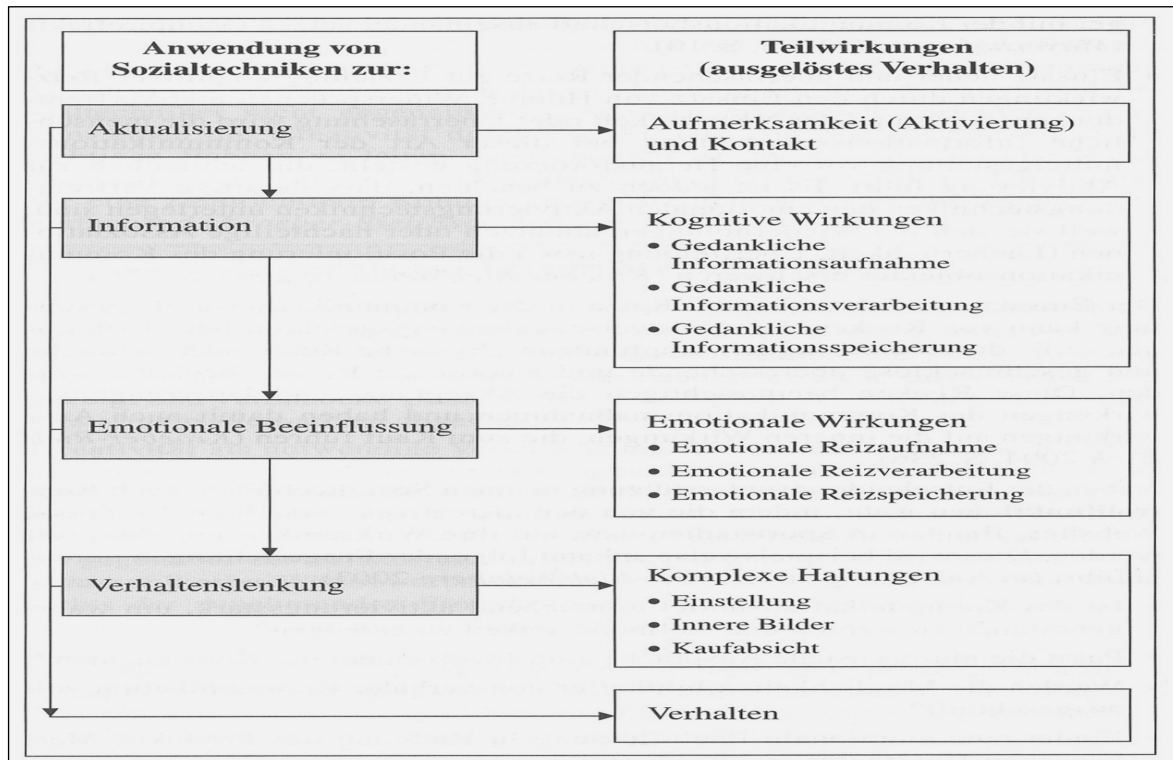 Anwendung von
Sozialtechniken zur:
Teilwirkungen
(ausgelöstes Verhalten)
Aktualisierung
Aufmerksamkeit (Aktivierung)
und Kontakt
Information
Kognitive Wirkungen
• Gedankliche
Informationsaufnahme
• Gedankliche
Informationsverarbeitung
• Gedankliche
Informationsspeicherung
Emotionale Beeinflussung
Emotionale Wirkungen
• Emotionale Reizaufnahme
• Emotionale Reizverarbeitung
• Emotionale Reizspeicherung
Verhaltenslenkung
Komplexe Haltungen
• Einstellung
• Innere Bilder
• Kaufabsicht
Verhalten